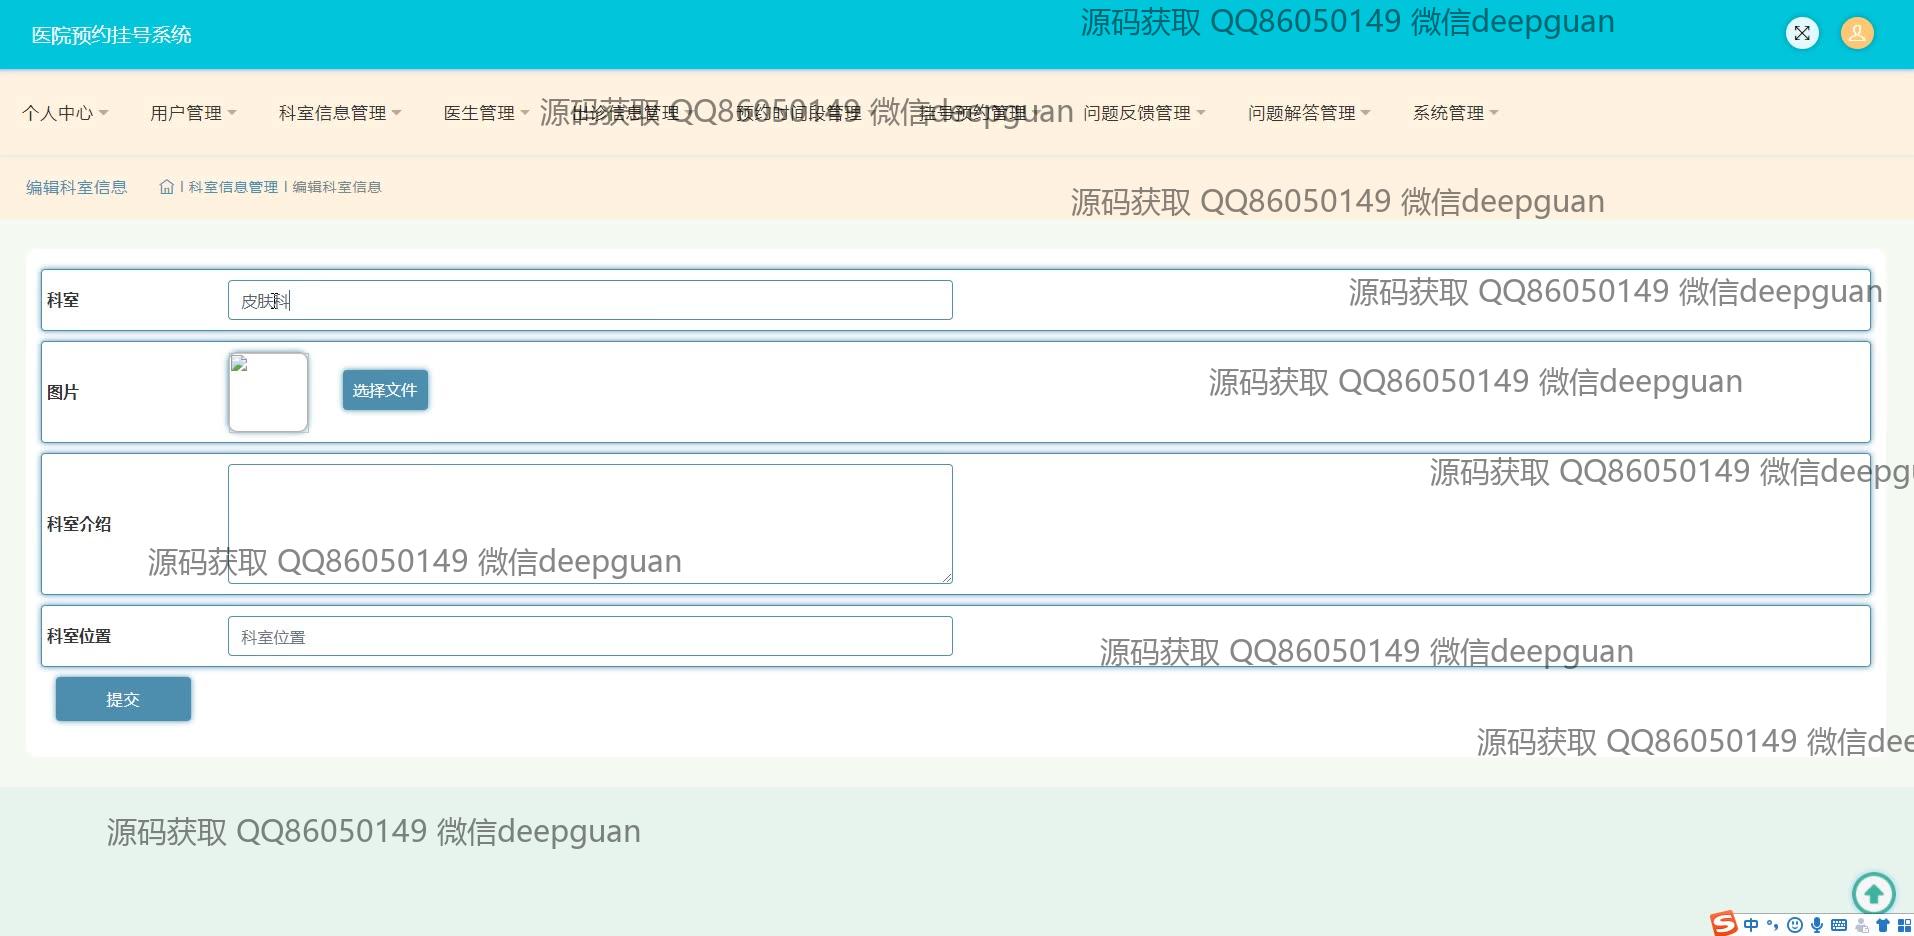 医院预约挂号系统
源码获取 QQ86050149 微信deepguan
个人中心 用户管理 科室信息管理 医生管理 出诊信息管理 预约时间段管理 挂号预约管理 问题反馈管理 问题解答管理 系统管理
源码获取 QQ86050149 微信deepguan
编辑科室信息 | 科室信息管理 | 编辑科室信息
源码获取 QQ86050149 微信deepguan
科室 皮肤科
源码获取 QQ86050149 微信deepguan
图片 选择文件
源码获取 QQ86050149 微信deepguan
源码获取 QQ86050149 微信deepg
科室介绍
源码获取 QQ86050149 微信deepguan
科室位置 科室位置
源码获取 QQ86050149 微信deepguan
提交
源码获取 QQ86050149 微信dee
源码获取 QQ86050149 微信deepguan
S 中